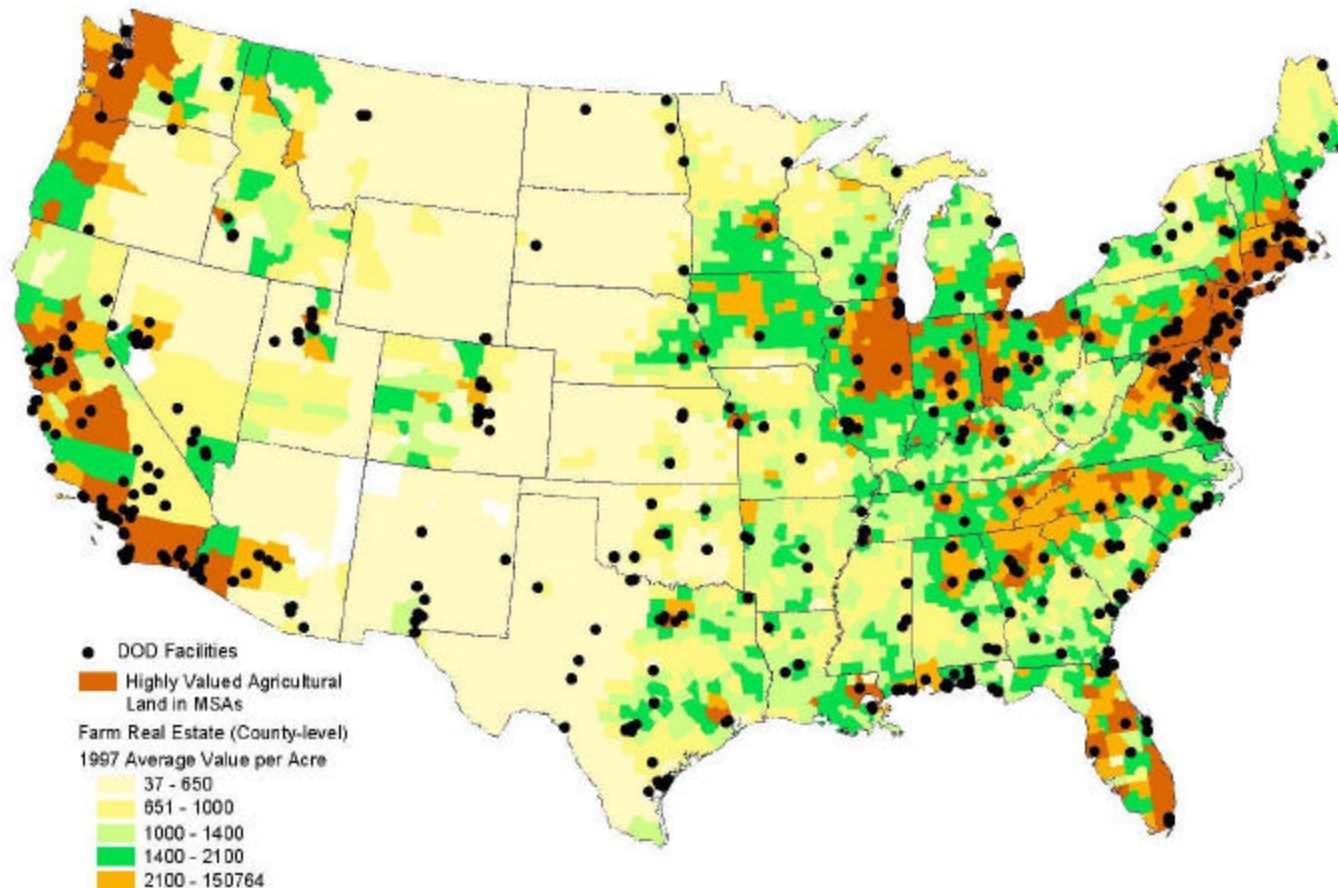 DOD Facilities
Highly Valued Agricultural
Land in MSAs
Farm Real Estate (County-level)
1997 Average Value per Acre
37 - 650
651 - 1000
1000 - 1400
1400 - 2100
2100 - 150764